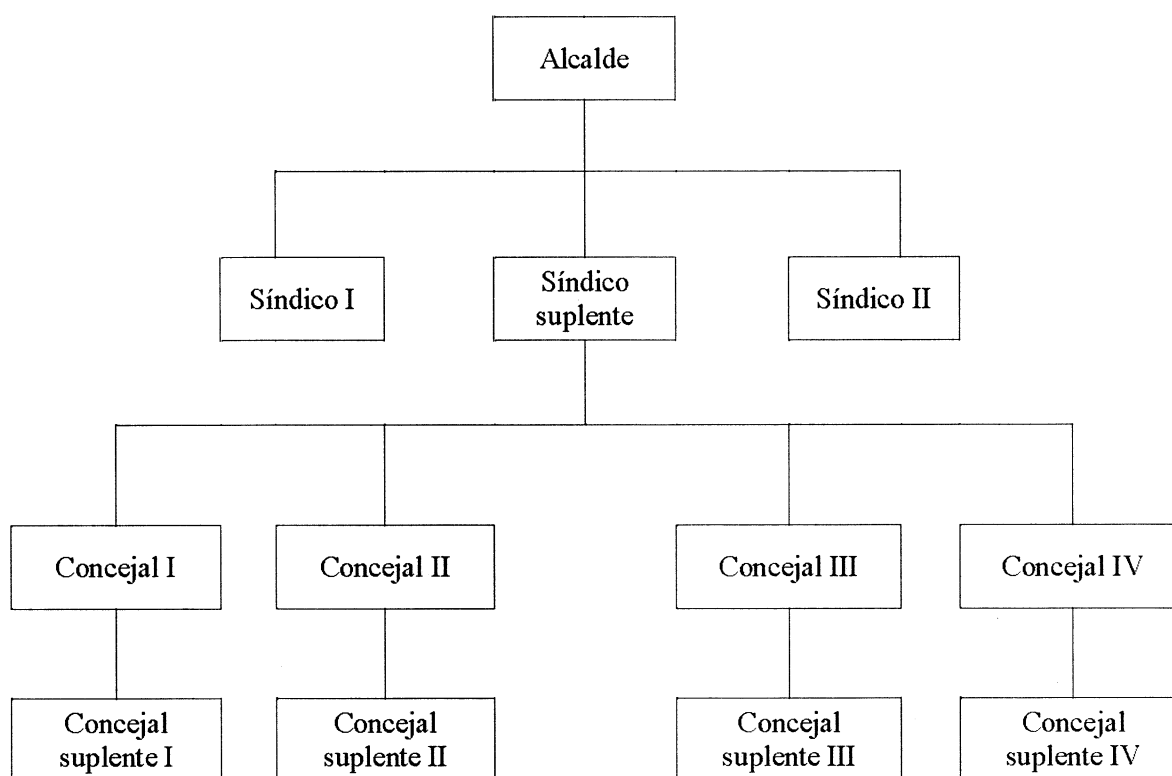 Alcalde
Síndico I
Síndico
suplente
Síndico II
Concejal I
Concejal II
Concejal III
Concejal IV
Concejal
suplente I
Concejal
suplente II
Concejal
suplente III
Concejal
suplente IV